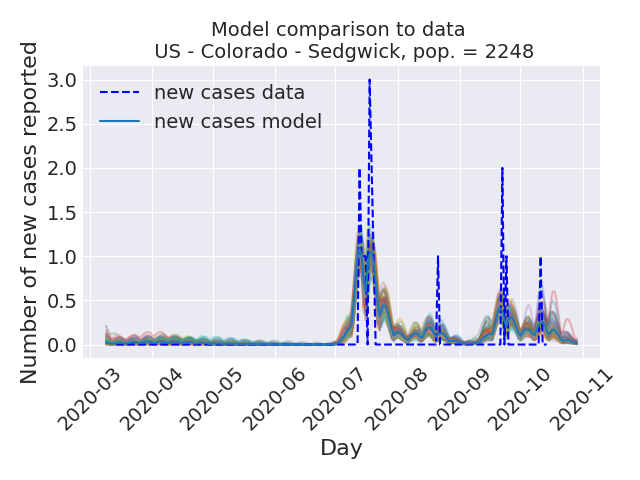 Model comparison to data
US - Colorado - Sedgwick, pop. = 2248
Number of new cases reported
3.0
2.5
2.0
1.5
1.0
0.5
0.0
new cases data
new cases model
2020-03
2020-04
2020-05
2020-06
2020-07
2020-08
2020-09
2020-10
2020-11
Day